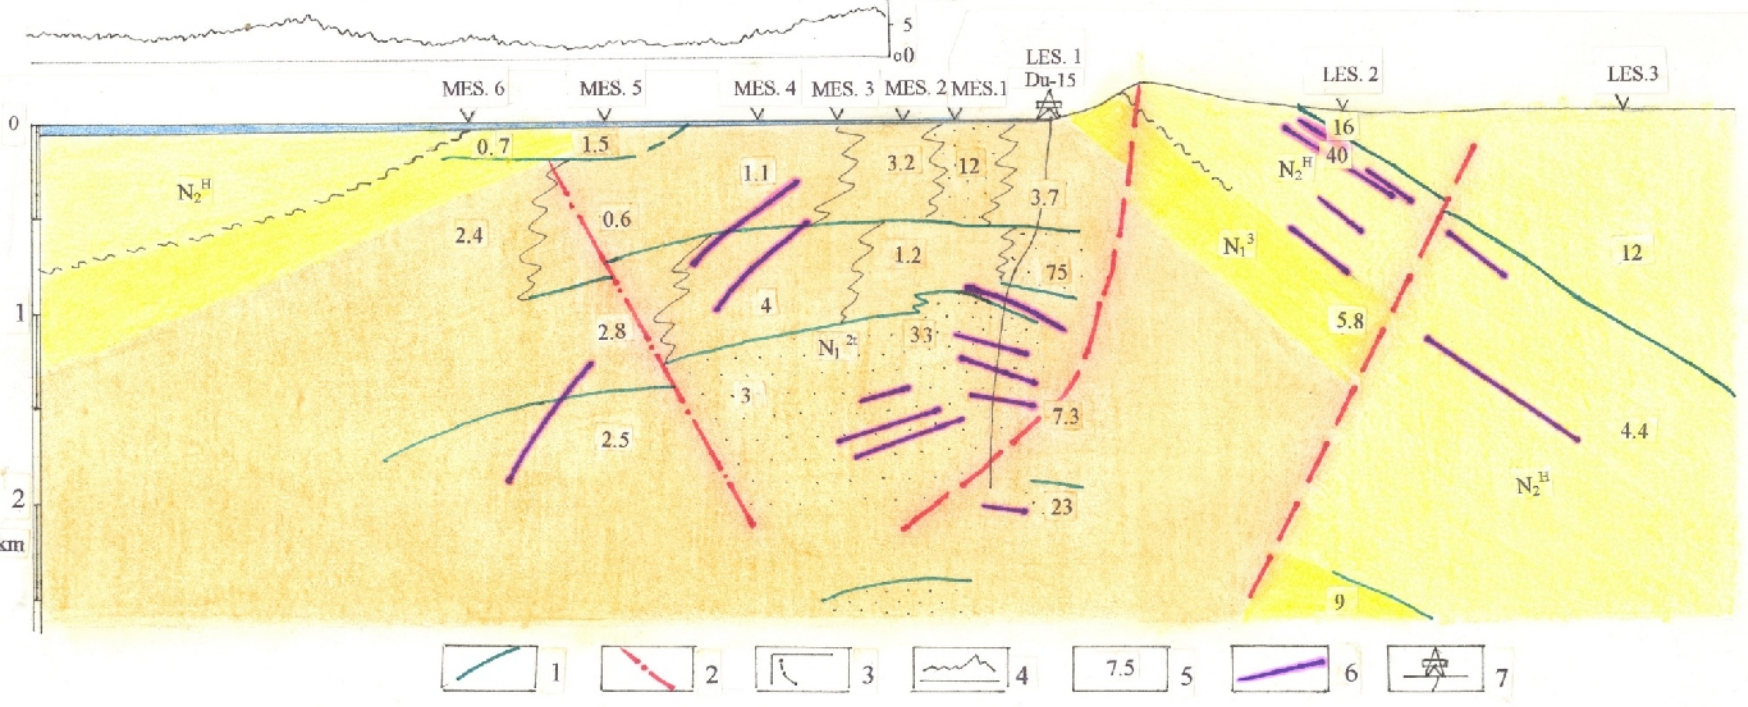 5
0
LES. 1
Du-15
MES. 6 MES. 5 MES. 4 MES. 3 MES. 2 MES.1 LES. 2 LES.3
0
0.7 1.5 16
1.1 3.2 12 40
N₂ᴴ 3.7 N₂ᴴ
0.6
2.4 1.2 N₁³ 12
75
4
1
2.8 33 5.8
N₁²ᵗ
3
7.3
2.5 4.4
N₂ᴴ
2 23
km
9
1 2 3 4 7.5 5 6 7